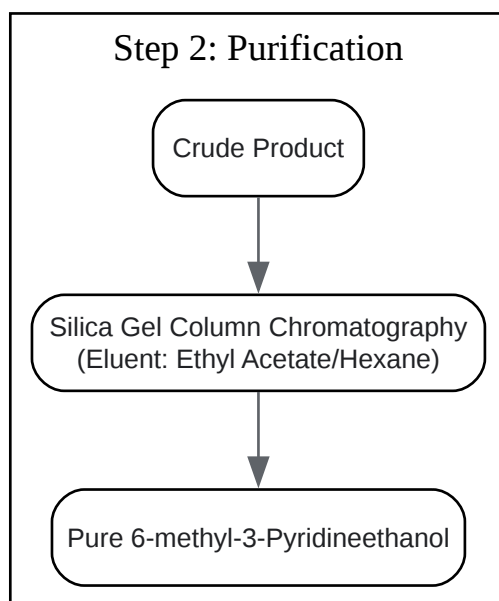 Step 2: Purification
Crude Product
Silica Gel Column Chromatography
(Eluent: Ethyl Acetate/Hexane)
Pure 6-methyl-3-Pyridineethanol